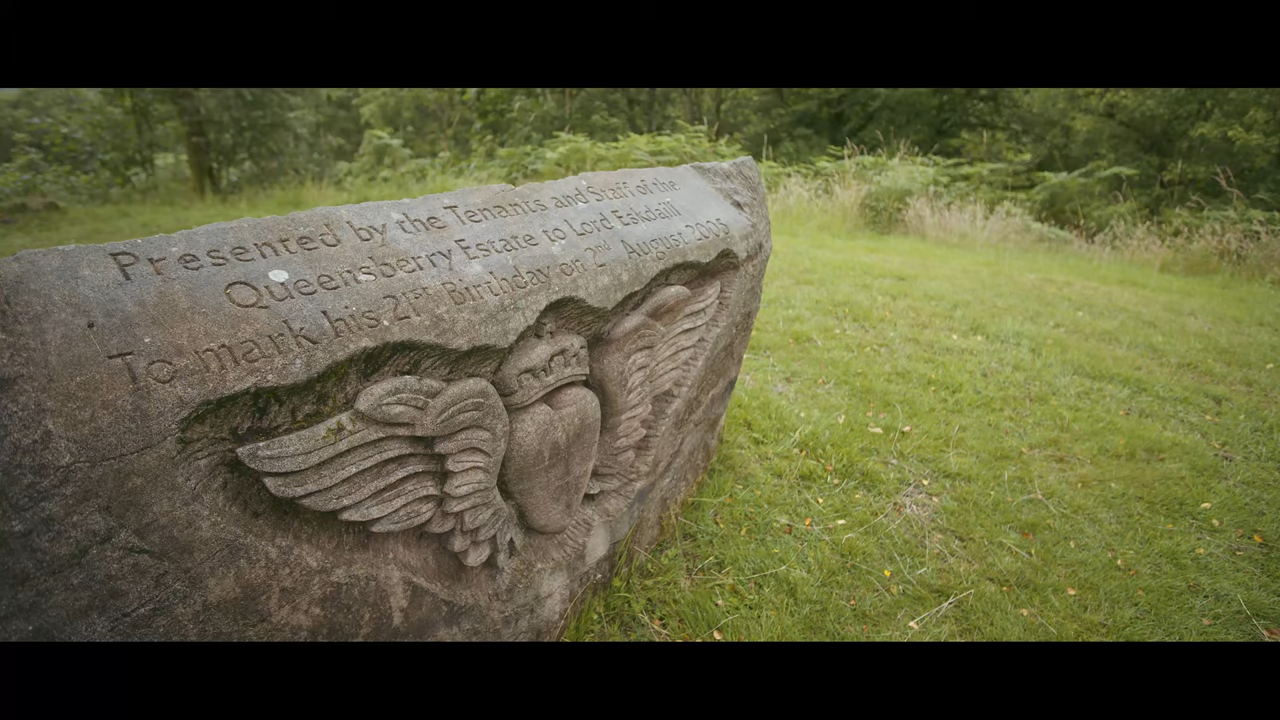 Presented by the Tenants and Staff of the
Queensberry Estate to Lord Eskdaill
To mark his 21st Birthday on 2nd August 2005